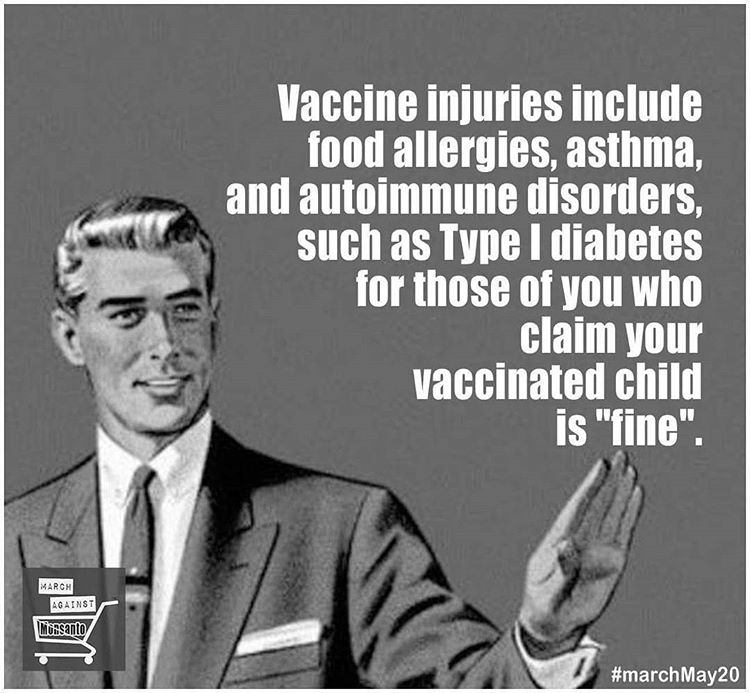 Vaccine injuries include
food allergies, asthma,
and autoimmune disorders,
such as Type I diabetes
for those of you who
claim your
vaccinated child
is "fine".
MARCH
AGAINST
Monsanto
#marchMay20